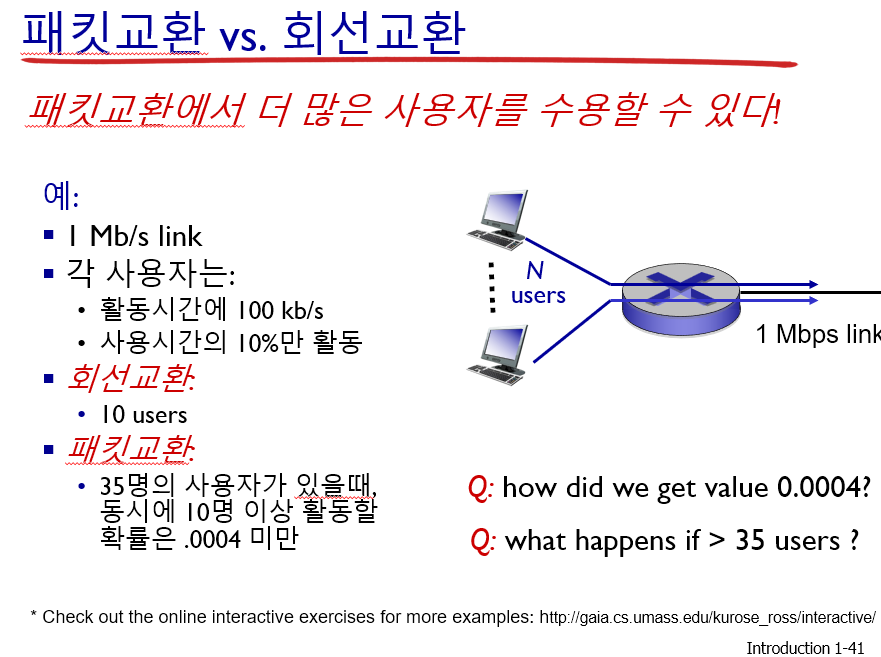 패킷교환 vs. 회선교환
패킷교환에서 더 많은 사용자를 수용할 수 있다!
예:
1 Mb/s link
각 사용자는:
활동시간에 100 kb/s
사용시간의 10%만 활동
회선교환:
10 users
패킷교환:
35명의 사용자가 있을때,
동시에 10명 이상 활동할
확률은 .0004 미만
N
users
1 Mbps link
Q: how did we get value 0.0004?
Q: what happens if > 35 users ?
* Check out the online interactive exercises for more examples: http://gaia.cs.umass.edu/kurose_ross/interactive/
Introduction 1-41